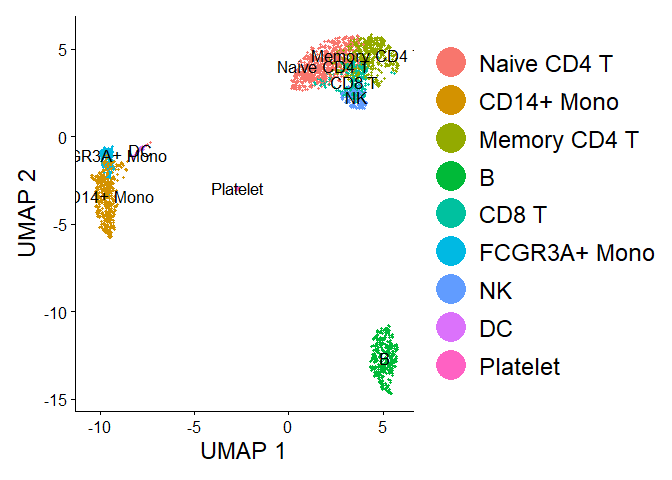 5
0
-5
-10
-15
-10
-5
0
5
UMAP 1
UMAP 2
Memory CD4 T
Naive CD4 T
CD8 T
NK
DC
GR3A+ Mono
D14+ Mono
Platelet
B
Naive CD4 T
CD14+ Mono
Memory CD4 T
B
CD8 T
FCGR3A+ Mono
NK
DC
Platelet